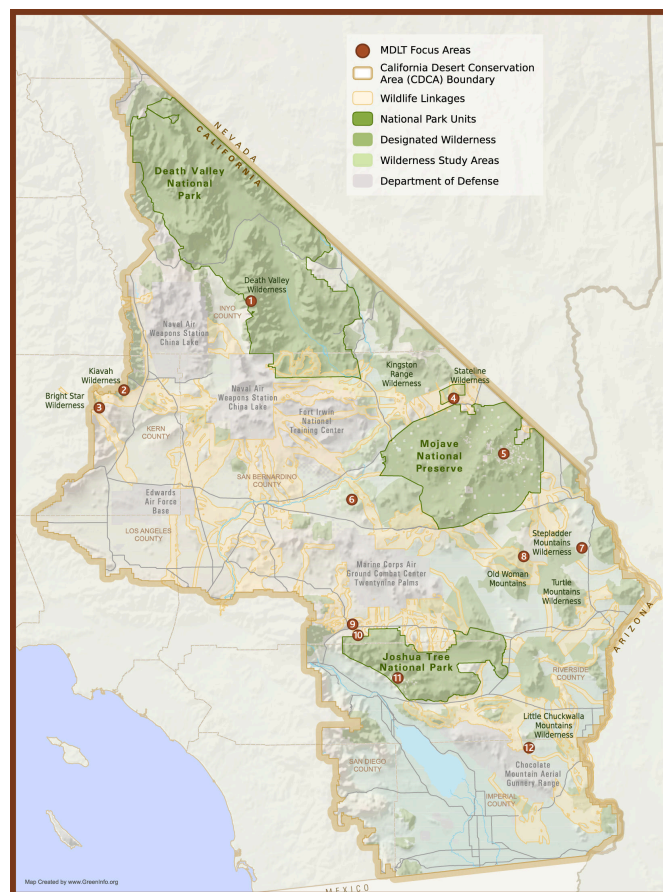 MDLT Focus Areas
California Desert Conservation
Area (CDCA) Boundary
Wildlife Linkages
National Park Units
Designated Wilderness
Wilderness Study Areas
Department of Defense
NEVADA
CALIFORNIA
Death Valley
National
Park
Death Valley
Wilderness
1
INYO
COUNTY
Naval Air
Weapons Station
China Lake
Kiavah
Wilderness
2
Bright Star
Wilderness
3
Kingston
Range
Wilderness
Stateline
Wilderness
4
Naval Air
Weapons Station
China Lake
Fort Irwin
National
Training Center
KERN
COUNTY
Mojave
National
Preserve
5
SAN BERNARDINO
COUNTY
6
Edwards
Air Force
Base
LOS ANGELES
COUNTY
Stepladder
Mountains
Wilderness
7
8
Old Woman
Mountains
Turtle
Mountains
Wilderness
Marine Corps Air
Ground Combat Center
Twentynine Palms
ARIZONA
9
10
Joshua Tree
National Park
11
RIVERSIDE
COUNTY
Little Chuckwalla
Mountains
Wilderness
12
SAN DIEGO
COUNTY
Chocolate
Mountain Aerial
Gunnery Range
IMPERIAL
COUNTY
Map Created by www.GreenInfo.org
MEXICO